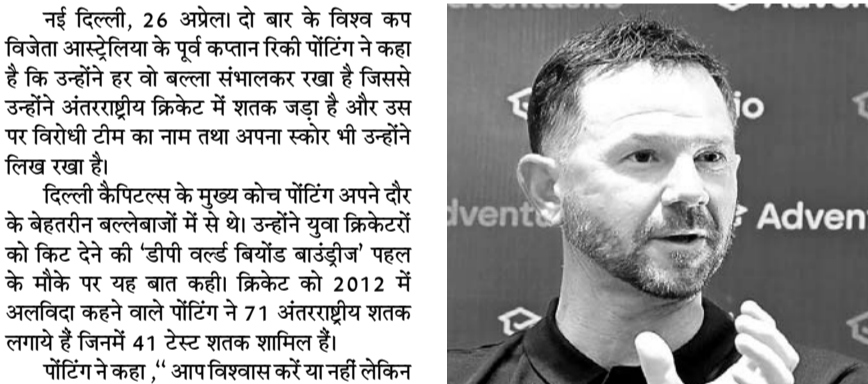 नई दिल्ली, 26 अप्रेल। दो बार के विश्व कप
विजेता आस्ट्रेलिया के पूर्व कप्तान रिकी पोंटिंग ने कहा
है कि उन्होंने हर वो बल्ला संभालकर रखा है जिससे
उन्होंने अंतरराष्ट्रीय क्रिकेट में शतक जड़ा है और उस
पर विरोधी टीम का नाम तथा अपना स्कोर भी उन्होंने
लिख रखा है।
दिल्ली कैपिटल्स के मुख्य कोच पोंटिंग अपने दौर
के बेहतरीन बल्लेबाजों में से थे। उन्होंने युवा क्रिकेटरों
को किट देने की ‘डीपी वर्ल्ड बियोंड बाउंड्रीज’ पहल
के मौके पर यह बात कही। क्रिकेट को 2012 में
अलविदा कहने वाले पोंटिंग ने 71 अंतरराष्ट्रीय शतक
लगाये हैं जिनमें 41 टेस्ट शतक शामिल हैं।
पोंटिंग ने कहा ,‘‘ आप विश्वास करें या नहीं लेकिन
io
dventu
Adven